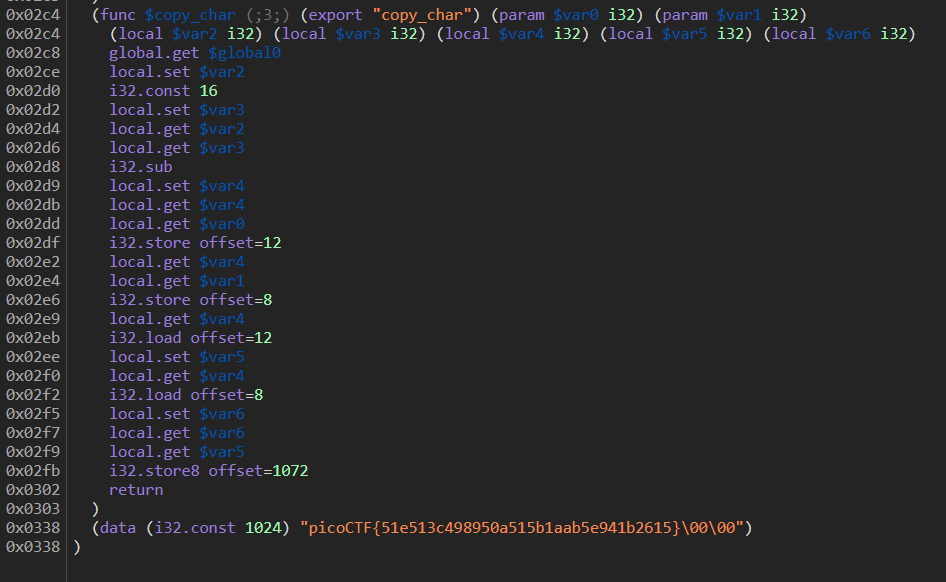 0x02c4 (func $copy_char (;3;) (export "copy_char") (param $var0 i32) (param $var1 i32)
0x02c4 (local $var2 i32) (local $var3 i32) (local $var4 i32) (local $var5 i32) (local $var6 i32)
0x02c8 global.get $global0
0x02ce local.set $var2
0x02d0 i32.const 16
0x02d2 local.set $var3
0x02d4 local.get $var2
0x02d6 local.get $var3
0x02d8 i32.sub
0x02d9 local.set $var4
0x02db local.get $var4
0x02dd local.get $var0
0x02df i32.store offset=12
0x02e2 local.get $var4
0x02e4 local.get $var1
0x02e6 i32.store offset=8
0x02e9 local.get $var4
0x02eb i32.load offset=12
0x02ee local.set $var5
0x02f0 local.get $var4
0x02f2 i32.load offset=8
0x02f5 local.set $var6
0x02f7 local.get $var6
0x02f9 local.get $var5
0x02fb i32.store8 offset=1072
0x0302 return
0x0303 )
0x0338 (data (i32.const 1024) "picoCTF{51e513c498950a515b1aab5e941b2615}\00\00")
0x0338 )